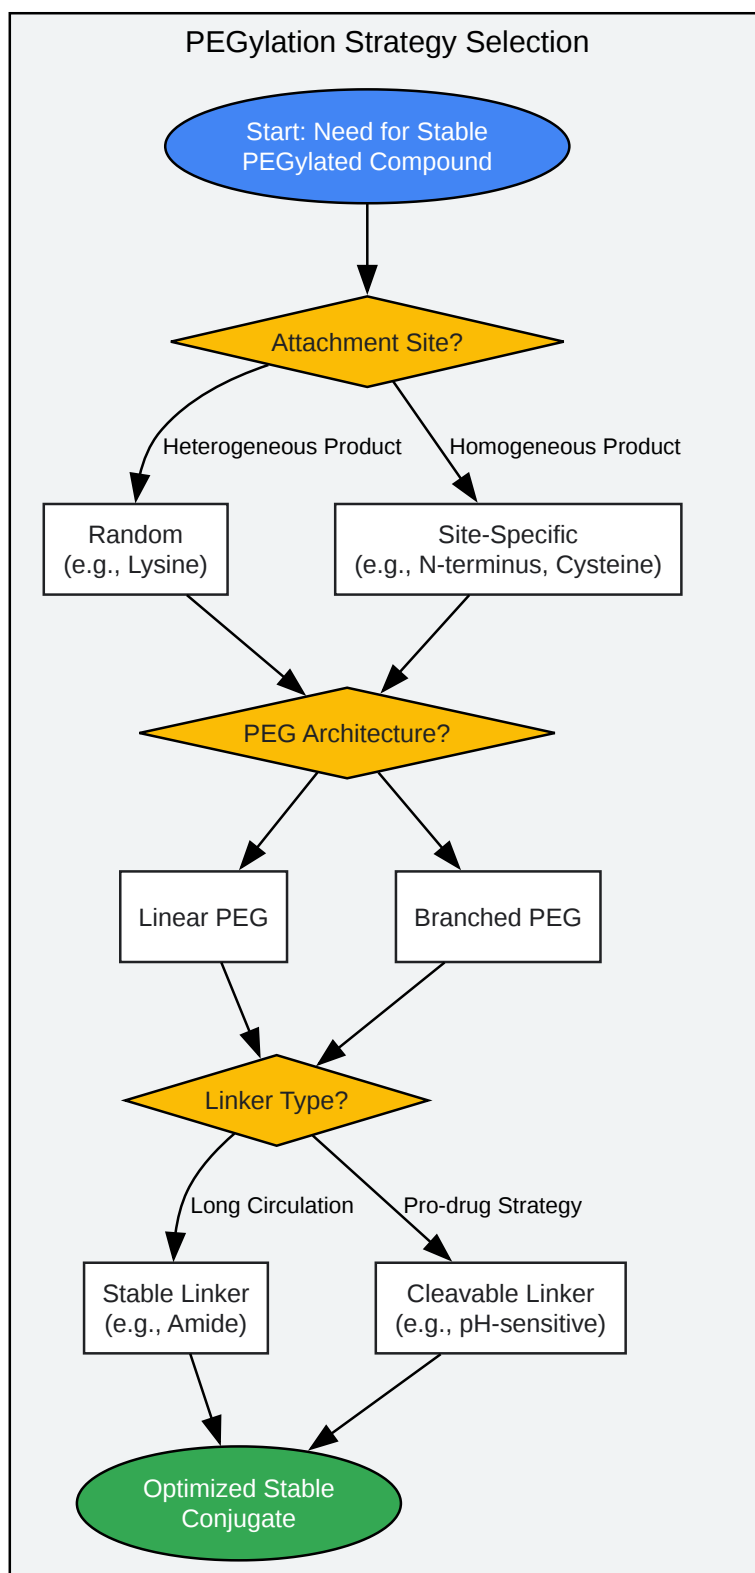 PEGylation Strategy Selection
Start: Need for Stable
PEGylated Compound
Attachment Site?
Heterogeneous Product
Homogeneous Product
Random
(e.g., Lysine)
Site-Specific
(e.g., N-terminus, Cysteine)
PEG Architecture?
Linear PEG
Branched PEG
Linker Type?
Long Circulation
Pro-drug Strategy
Stable Linker
(e.g., Amide)
Cleavable Linker
(e.g., pH-sensitive)
Optimized Stable
Conjugate